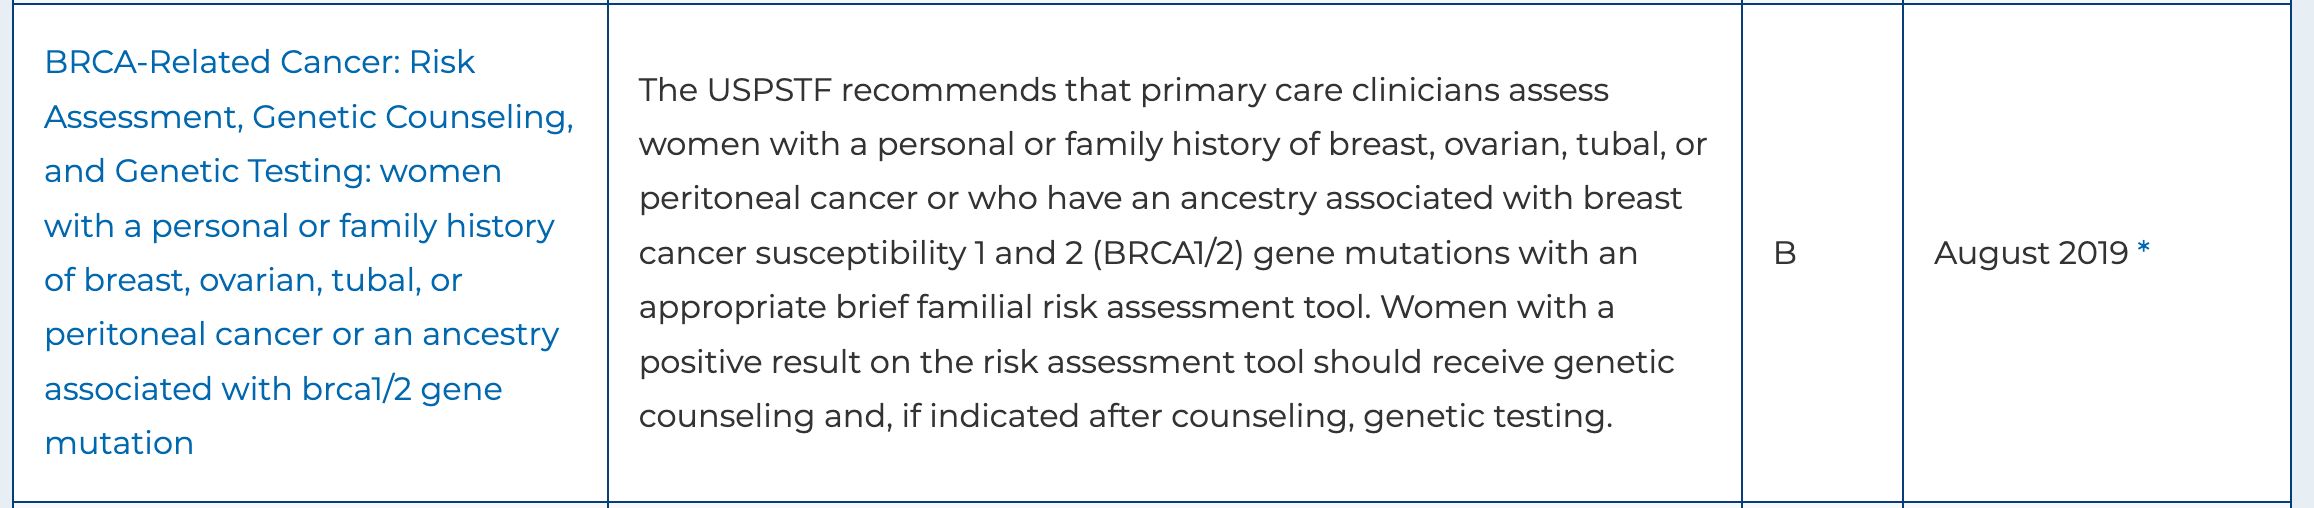 BRCA-Related Cancer: Risk
Assessment, Genetic Counseling,
and Genetic Testing: women
with a personal or family history
of breast, ovarian, tubal, or
peritoneal cancer or an ancestry
associated with brca1/2 gene
mutation
The USPSTF recommends that primary care clinicians assess
women with a personal or family history of breast, ovarian, tubal, or
peritoneal cancer or who have an ancestry associated with breast
cancer susceptibility 1 and 2 (BRCA1/2) gene mutations with an
appropriate brief familial risk assessment tool. Women with a
positive result on the risk assessment tool should receive genetic
counseling and, if indicated after counseling, genetic testing.
B
August 2019 *